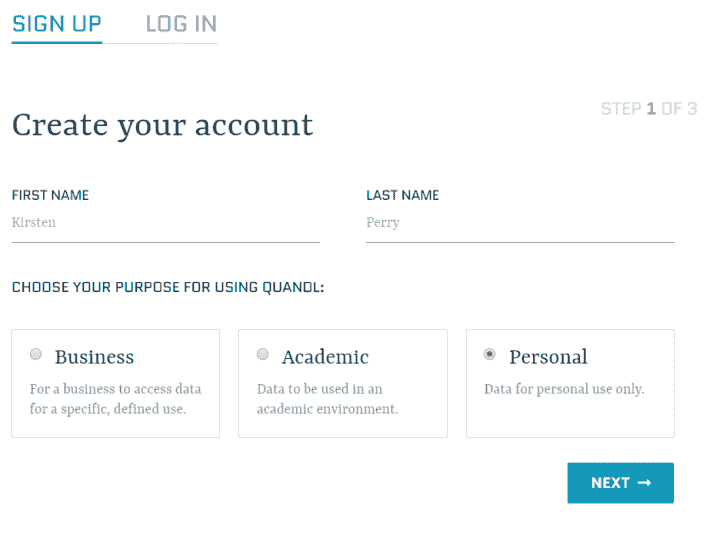 SIGN UP LOG IN
STEP 1 OF 3
Create your account
FIRST NAME LAST NAME
Kirsten Perry
CHOOSE YOUR PURPOSE FOR USING QUANDL:
Business Academic Personal
For a business to access data Data to be used in an Data for personal use only.
for a specific, defined use. academic environment.
NEXT →